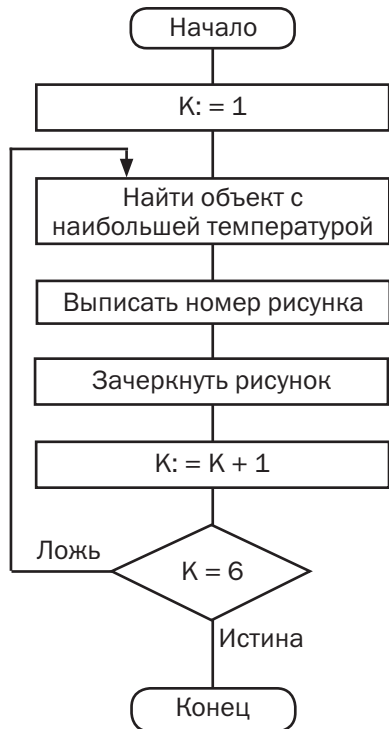 Начало
K: = 1
Найти объект с
наибольшей температурой
Выписать номер рисунка
Зачеркнуть рисунок
K: = K + 1
Ложь
K = 6
Истина
Конец